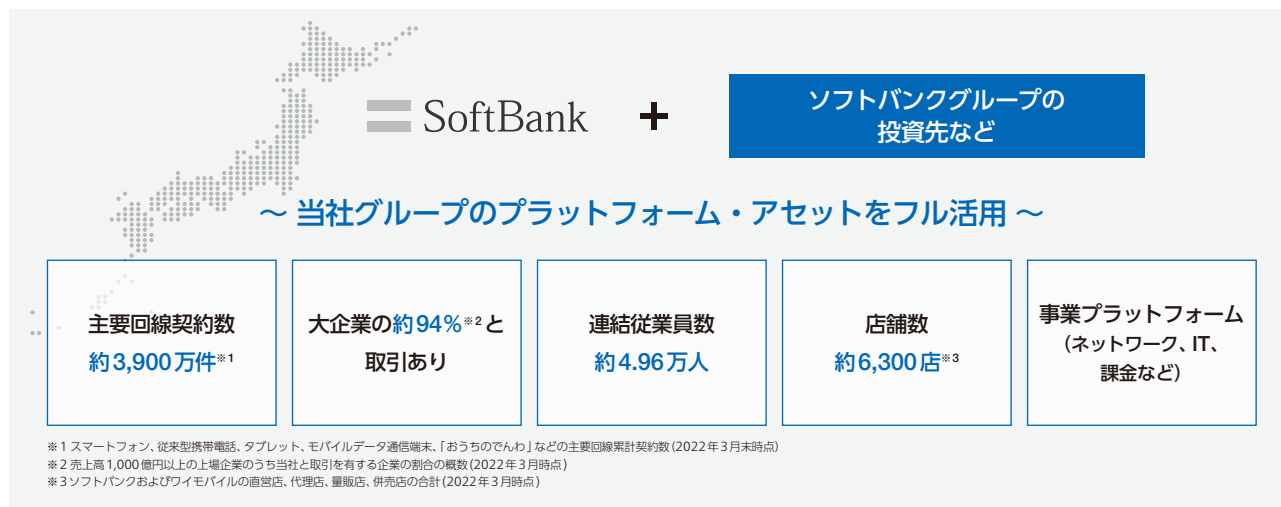 SoftBank
+
ソフトバンクグループの
投資先など
～ 当社グループのプラットフォーム・アセットをフル活用 ～
主要回線契約数
約3,900万件※1
大企業の約94%※2と
取引あり
連結従業員数
約4.96万人
店舗数
約6,300店※3
事業プラットフォーム
（ネットワーク、IT、
課金など）
※1 スマートフォン、従来型携帯電話、タブレット、モバイルデータ通信端末、「おうちのでんわ」などの主要回線累計契約数（2022年3月末時点）
※2 売上高1,000億円以上の上場企業のうち当社と取引を有する企業の割合の概数（2022年3月時点）
※3 ソフトバンクおよびワイモバイルの直営店、代理店、量販店、併売店の合計（2022年3月時点）